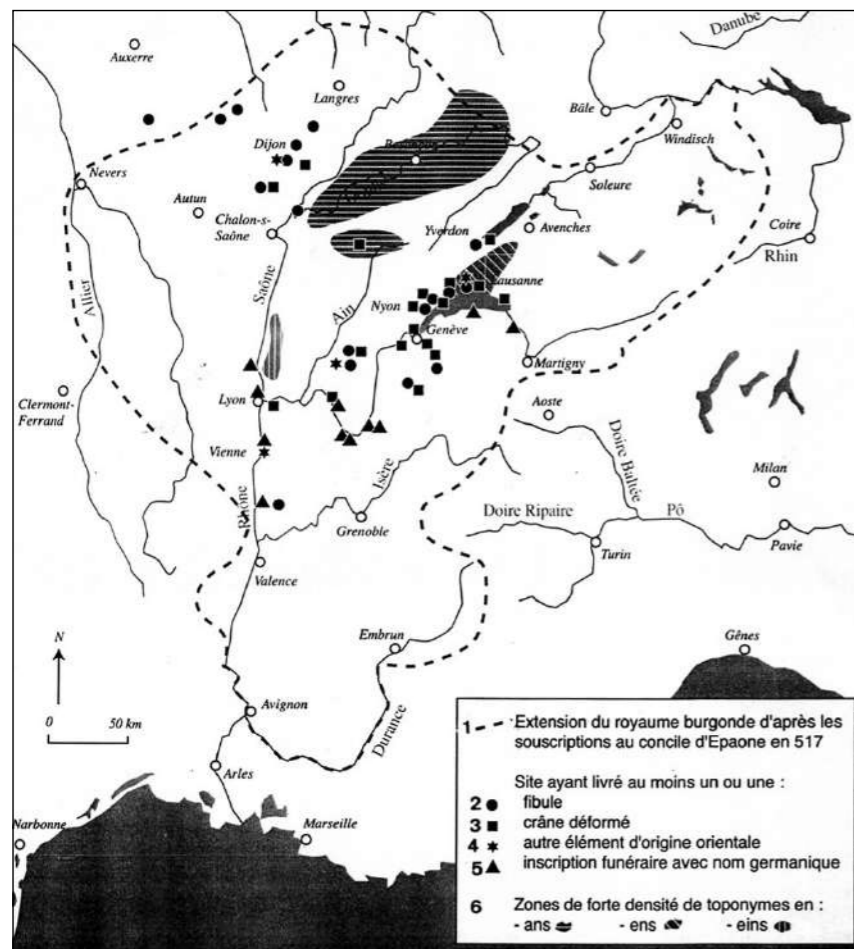 Danube
Auxerre
Langres
Bâle
Windisch
Dijon
Nevers
Soleure
Autun
Avenches
Chalon-s-
Saône
Yverdon
Coire
Rhin
Lausanne
Allier
Saône
Ain
Nyon
Genève
Martigny
Clermont-
Ferrand
Lyon
Aoste
Vienne
Isère
Doire Baltée
Milan
Rhône
Grenoble
Doire Ripaire
Pô
Turin
Pavie
Valence
Embrun
Gênes
N
0 50 km
Avignon
Durance
Arles
Narbonne
Marseille
1 Extension du royaume burgonde d'après les
souscriptions au concile d'Epaone en 517
Site ayant livré au moins un ou une :
2 fibule
3 crâne déformé
4 autre élément d'origine orientale
5 inscription funéraire avec nom germanique
6 Zones de forte densité de toponymes en :
- ans - ens - eins